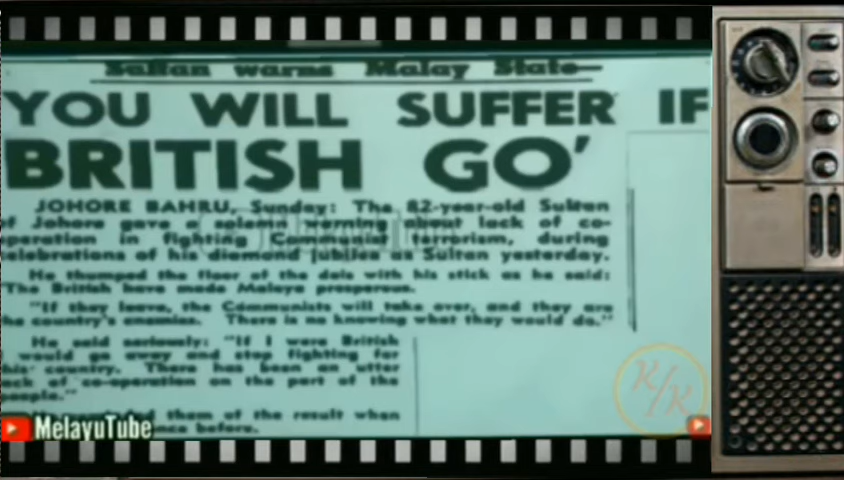 Sultan warns Malay State—
YOU WILL SUFFER IF
BRITISH GO'
JOHORE BAHRU, Sunday: The 82-year-old Sultan
of Johore gave a solemn warning about lack of co-
operation in fighting Communist terrorism, during
celebrations of his diamond jubilee as Sultan yesterday.
He thumped the floor of the dais with his stick as he said:
"The British have made Malaya prosperous.
"If they leave, the Communists will take over, and they are
the country's enemies. There is no knowing what they would do."
He said seriously: "If I were British
I would go away and stop fighting for
this country. There has been an utter
lack of co-operation on the part of the
people."
them of the result when
once before.
K/K
MelayuTube